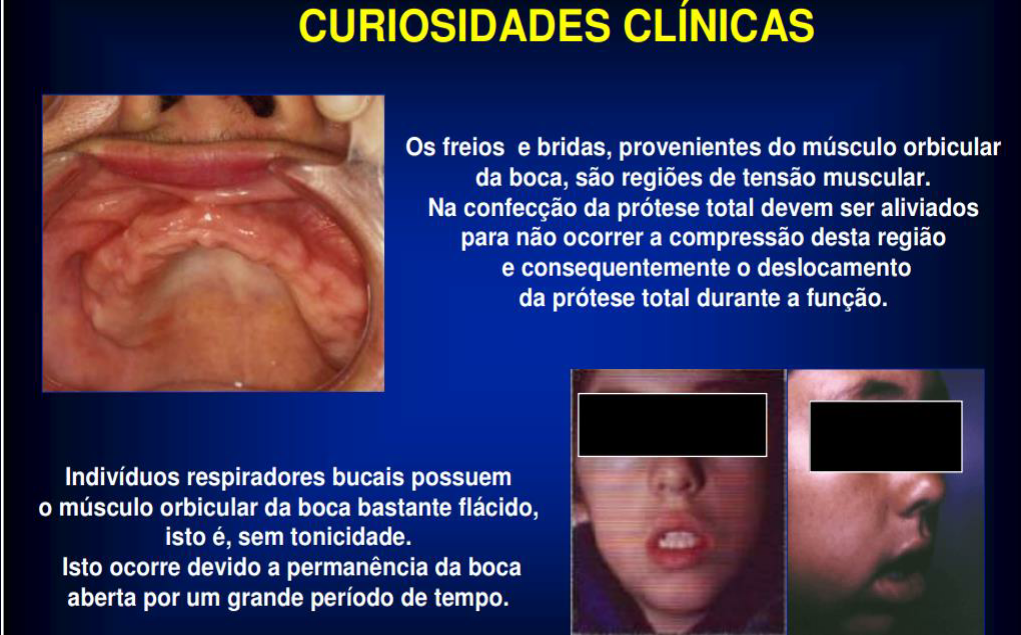 CURIOSIDADES CLÍNICAS
Os freios e bridas, provenientes do músculo orbicular
da boca, são regiões de tensão muscular.
Na confecção da prótese total devem ser aliviados
para não ocorrer a compressão desta região
e consequentemente o deslocamento
da prótese total durante a função.
Indivíduos respiradores bucais possuem
o músculo orbicular da boca bastante flácido,
isto é, sem tonicidade.
Isto ocorre devido a permanência da boca
aberta por um grande período de tempo.